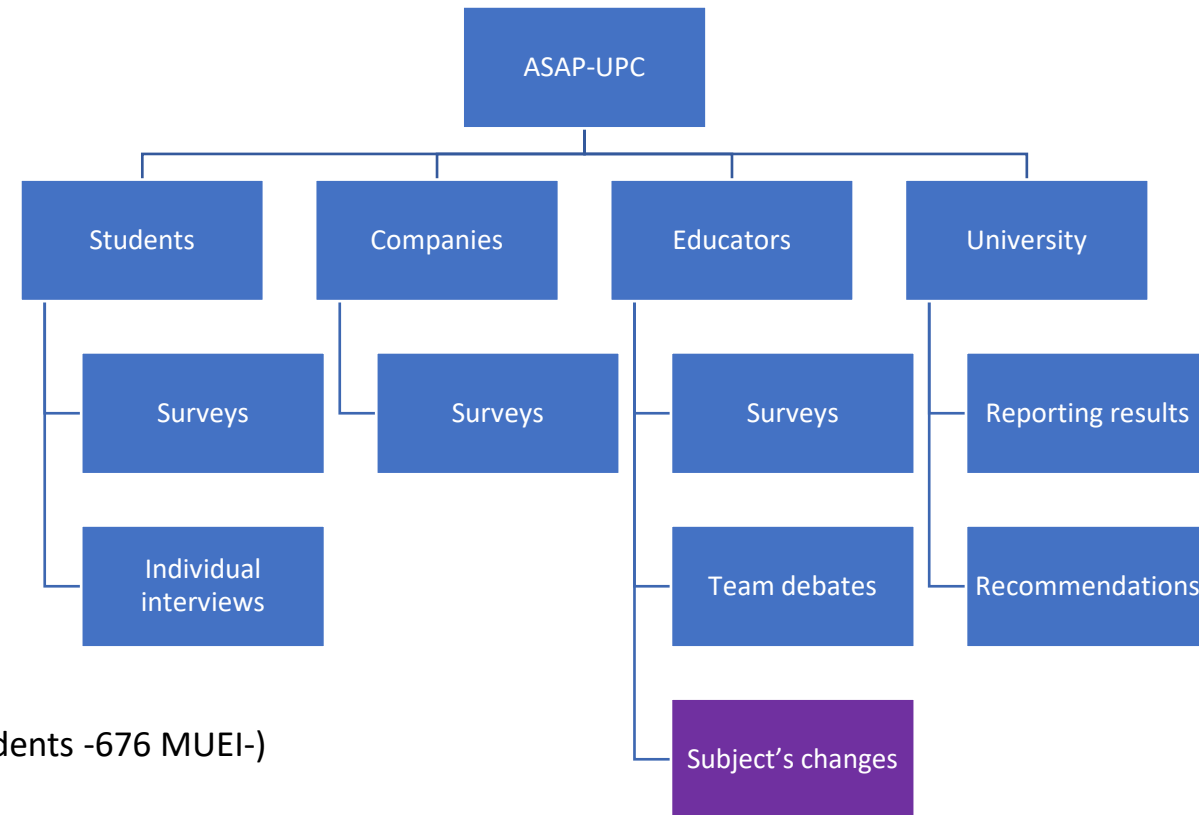 ASAP-UPC
Students
Companies
Educators
University
Surveys
Surveys
Surveys
Reporting results
Individual
interviews
Team debates
Recommendations
Subject’s changes
-676 MUEI-)